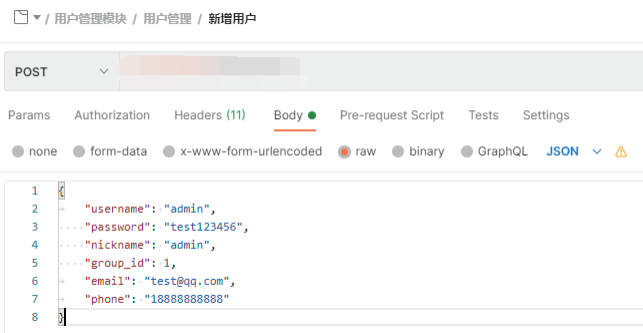 / 用户管理模块 / 用户管理 / 新增用户
POST
Params Authorization Headers (11) Body Pre-request Script Tests Settings
none form-data x-www-form-urlencoded raw binary GraphQL JSON
1 {
2 "username": "admin",
3 "password": "test123456",
4 "nickname": "admin",
5 "group_id": 1,
6 "email": "test@qq.com",
7 "phone": "18888888888"
8 }